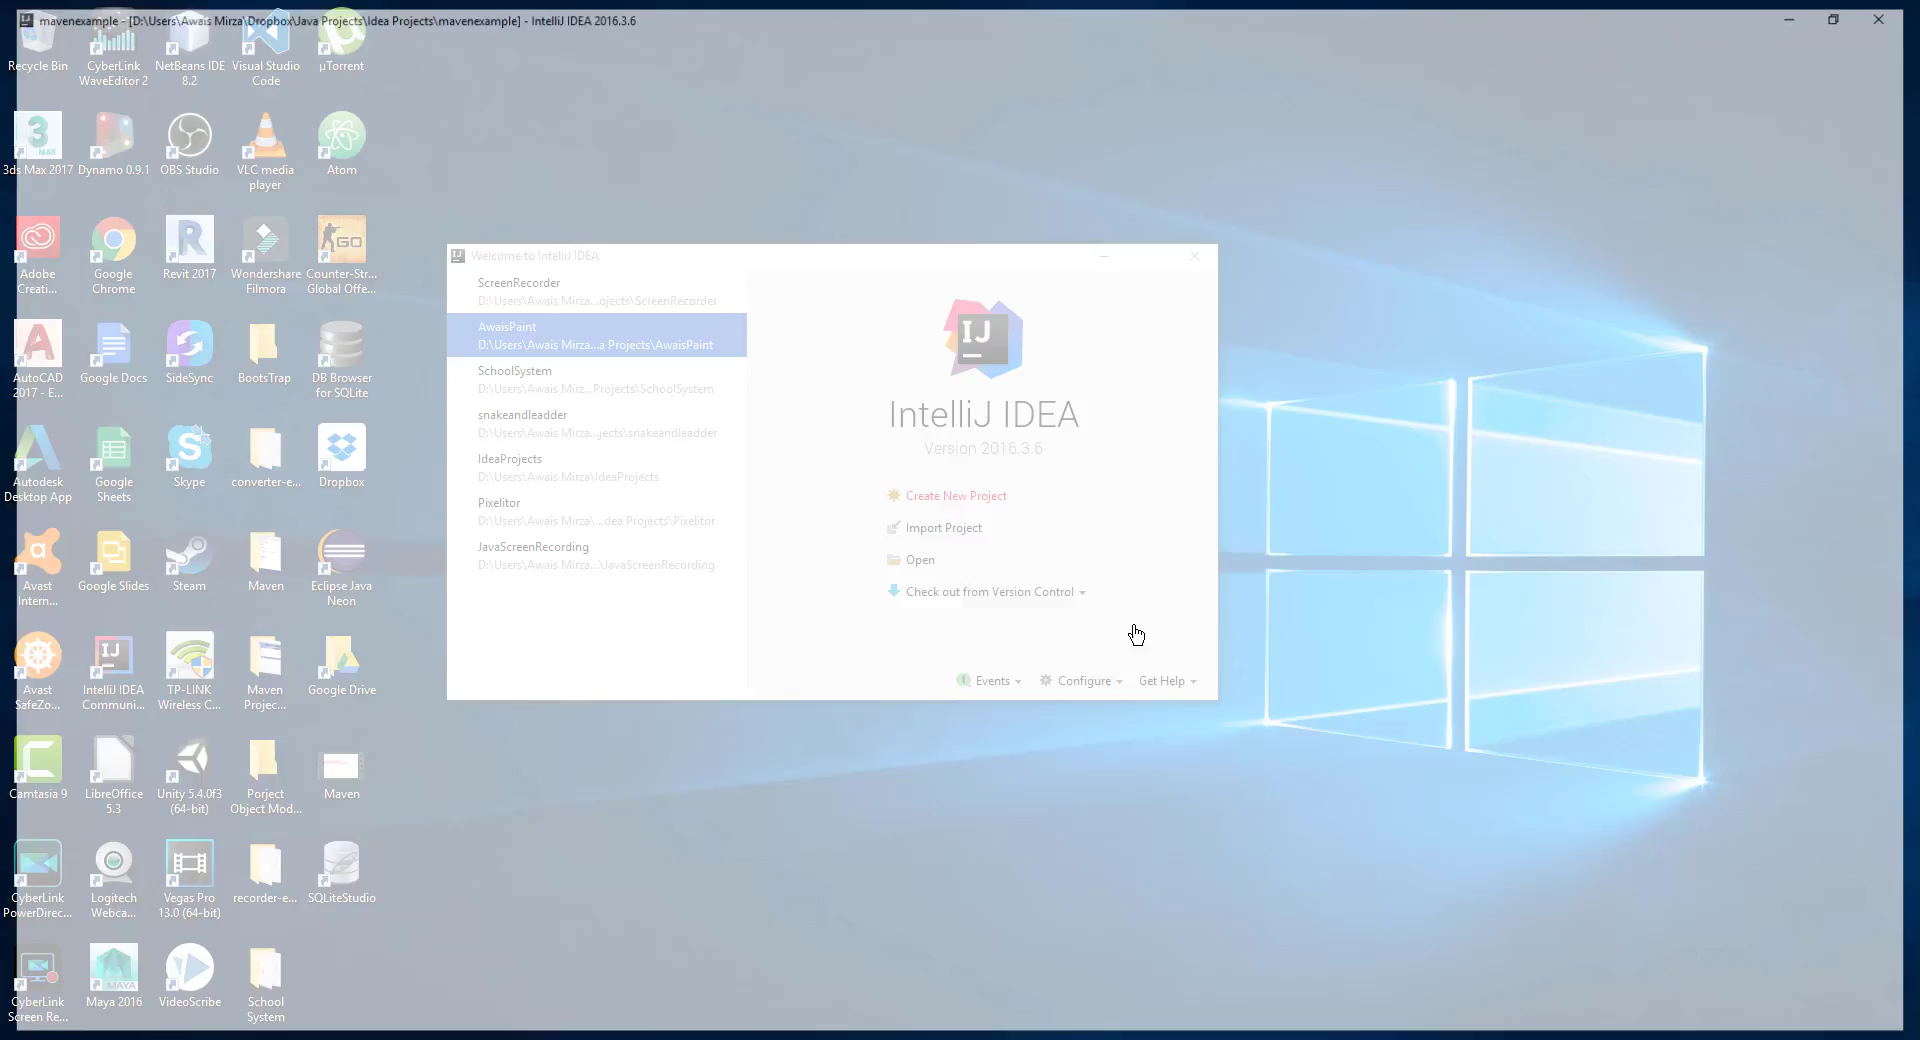 mavenexample - [D:\Users\Awais Mirza\Dropbox\Java Projects\Idea Projects\mavenexample] - IntelliJ IDEA 2016.3.6
Recycle Bin
CyberLink
WaveEditor 2
NetBeans IDE
8.2
Visual Studio
Code
µTorrent
3ds Max 2017
Dynamo 0.9.1
OBS Studio
VLC media
player
Atom
Adobe
Creati...
Google
Chrome
Revit 2017
Wondershare
Filmora
Counter-Str...
Global Offe...
AutoCAD
2017 - E...
Google Docs
SideSync
BootsTrap
DB Browser
for SQLite
Autodesk
Desktop App
Google
Sheets
Skype
converter-e...
Dropbox
Avast
Intern...
Google Slides
Steam
Maven
Eclipse Java
Neon
Avast
SafeZo...
IntelliJ IDEA
Communi...
TP-LINK
Wireless C...
Maven
Projec...
Google Drive
Camtasia 9
LibreOffice
5.3
Unity 5.4.0f3
(64-bit)
Porject
Object Mod...
Maven
CyberLink
PowerDirec...
Logitech
Webca...
Vegas Pro
13.0 (64-bit)
recorder-e...
SQLiteStudio
CyberLink
Screen Re...
Maya 2016
VideoScribe
School
System
3
MAX
GO
MAYA
Welcome to IntelliJ IDEA
ScreenRecorder
D:\Users\Awais Mirza...ojects\ScreenRecorder
AwaisPaint
D:\Users\Awais Mirza...a Projects\AwaisPaint
SchoolSystem
D:\Users\Awais Mirz...Projects\SchoolSystem
snakeandleadder
D:\Users\Awais Mirza...jects\snakeandleadder
IdeaProjects
D:\Users\Awais Mirza\IdeaProjects
Pixelitor
D:\Users\Awais Mirza\...dea Projects\Pixelitor
JavaScreenRecording
D:\Users\Awais Mirza...\JavaScreenRecording
IJ
IntelliJ IDEA
Version 2016.3.6
Create New Project
Import Project
Open
Check out from Version Control
Events
Configure
Get Help